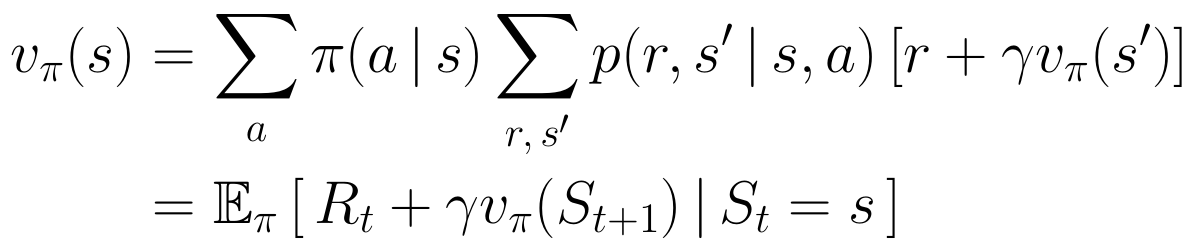 v_π(s) = ∑_a π(a | s) ∑_{r, s′} p(r, s′ | s, a) [r + γv_π(s′)]
= 𝔼_π [ R_t + γv_π(S_{t+1}) | S_t = s ]